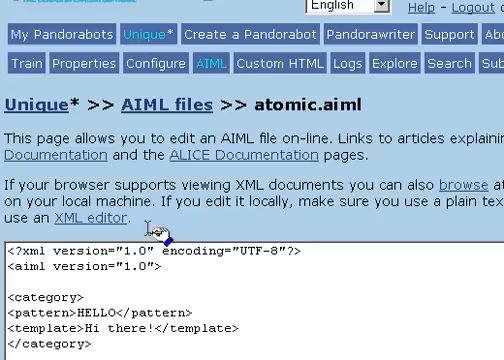 English Help - Logout
My Pandorabots Unique* Create a Pandorabot Pandorawriter Support
Train Properties Configure AIML Custom HTML Logs Explore Search
Unique* >> AIML files >> atomic.aiml
This page allows you to edit an AIML file on-line. Links to articles
Documentation and the ALICE Documentation pages.
If your browser supports viewing XML documents you can also browse
on your local machine. If you edit it locally, make sure you use a plain
use an XML editor.
<?xml version="1.0" encoding="UTF-8"?>
<aiml version="1.0">
<category>
<pattern>HELLO</pattern>
<template>Hi there!</template>
</category>